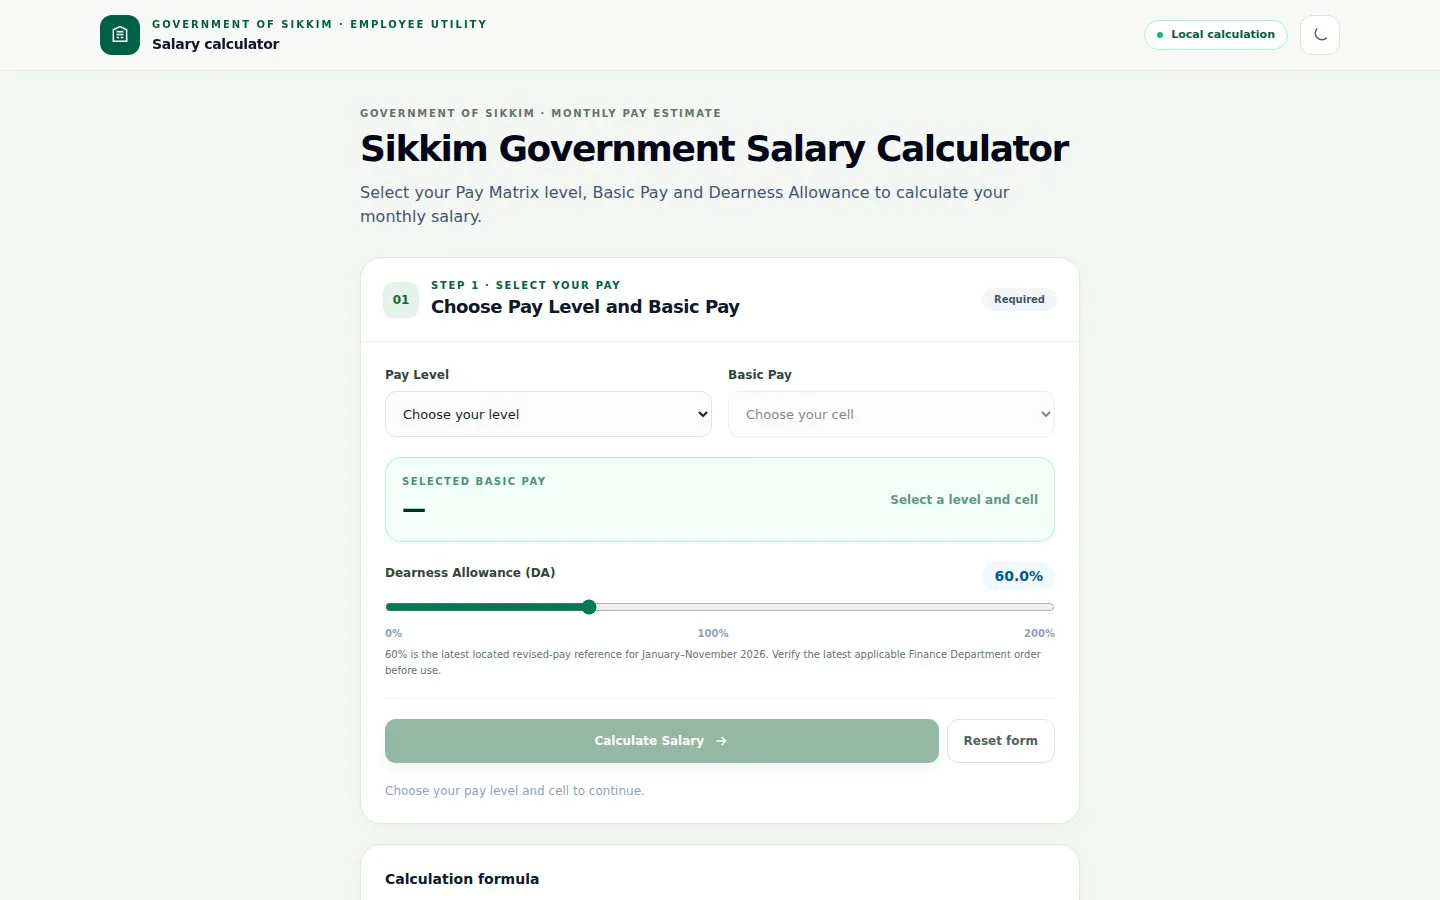 GOVERNMENT OF SIKKIM · EMPLOYEE UTILITY
Salary calculator
Local calculation
GOVERNMENT OF SIKKIM · MONTHLY PAY ESTIMATE
Sikkim Government Salary Calculator
Select your Pay Matrix level, Basic Pay and Dearness Allowance to calculate your
monthly salary.
01
STEP 1 · SELECT YOUR PAY
Choose Pay Level and Basic Pay
Required
Pay Level
Basic Pay
Choose your level
Choose your cell
SELECTED BASIC PAY
—
Select a level and cell
Dearness Allowance (DA)
60.0%
0%
100%
200%
60% is the latest located revised-pay reference for January–November 2026. Verify the latest applicable Finance Department order
before use.
Calculate Salary →
Reset form
Choose your pay level and cell to continue.
Calculation formula